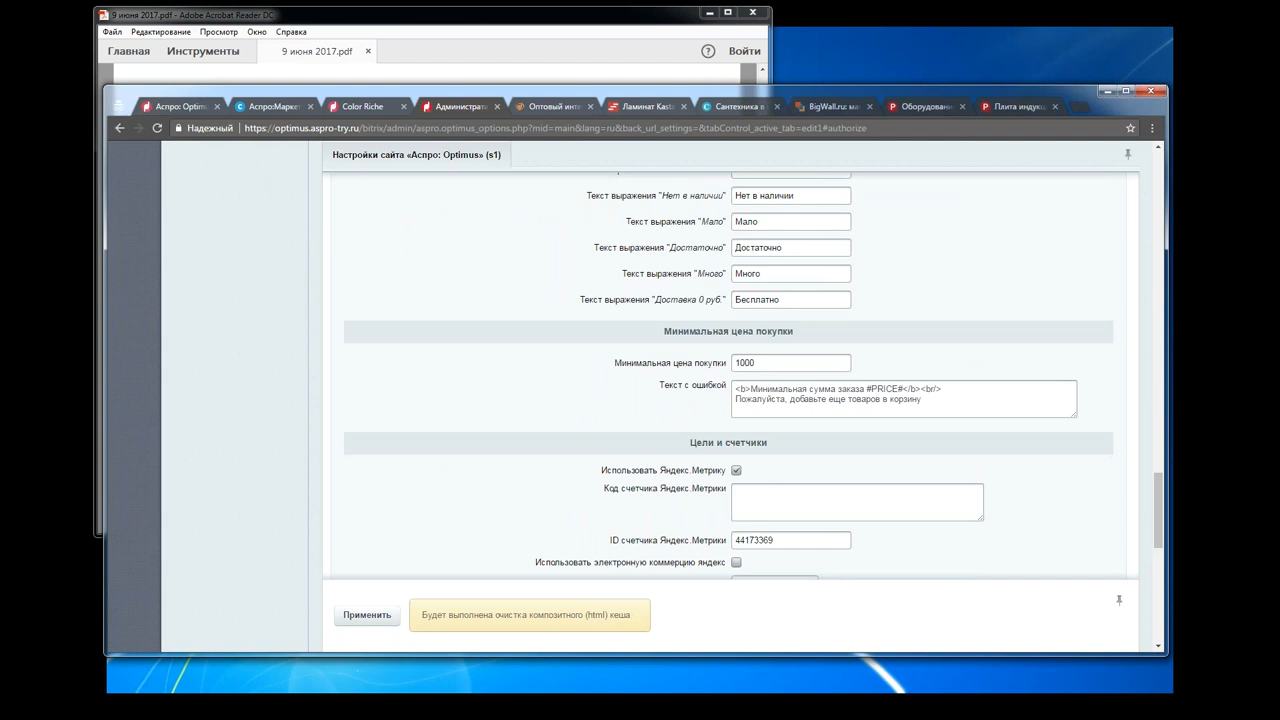 9 июня 2017.pdf - Adobe Acrobat Reader DC
Файл Редактирование Просмотр Окно Справка
Главная Инструменты 9 июня 2017.pdf × ? Войти
Аспро: Optim × Аспро:Марке × Color Riche × Администрати × Оптовый инте × Ламинат Kasta × Сантехника в × BigWall.ru: ма × Оборудовани × Плита индукц ×
Надежный https://optimus.aspro-try.ru/bitrix/admin/aspro.optimus_options.php?mid=main&lang=ru&back_url_settings=&tabControl_active_tab=edit1#authorize
Настройки сайта «Аспро: Optimus» (s1)
Текст выражения "Нет в наличии" Нет в наличии
Текст выражения "Мало" Мало
Текст выражения "Достаточно" Достаточно
Текст выражения "Много" Много
Текст выражения "Доставка 0 руб." Бесплатно
Минимальная цена покупки
Минимальная цена покупки 1000
Текст с ошибкой <b>Минимальная сумма заказа #PRICE#</b><br/>
Пожалуйста, добавьте еще товаров в корзину
Цели и счетчики
Использовать Яндекс.Метрику
Код счетчика Яндекс.Метрики
ID счетчика Яндекс.Метрики 44173369
Использовать электронную коммерцию яндекс
Применить Будет выполнена очистка композитного (html) кеша